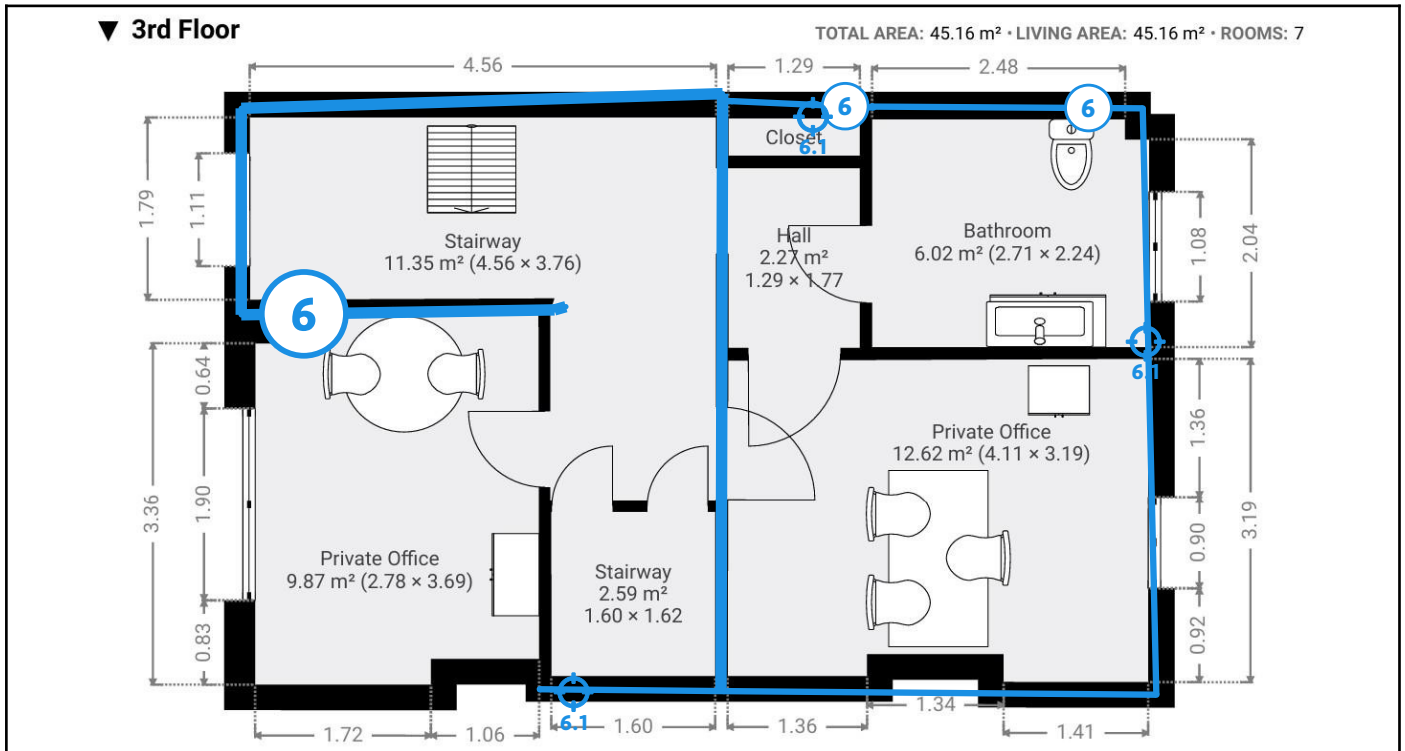 ▼ 3rd Floor
TOTAL AREA: 45.16 m² • LIVING AREA: 45.16 m² • ROOMS: 7
4.56
1.29
2.48
6
6
Closet
6.1
1.79
1.11
Stairway
11.35 m² (4.56 × 3.76)
Hall
2.27 m²
1.29 × 1.77
Bathroom
6.02 m² (2.71 × 2.24)
1.08
2.04
6
6.1
0.64
3.36
1.90
0.83
Private Office
12.62 m² (4.11 × 3.19)
1.36
3.19
0.90
0.92
Private Office
9.87 m² (2.78 × 3.69)
Stairway
2.59 m²
1.60 × 1.62
6.1
1.72
1.06
1.60
1.36
1.34
1.41